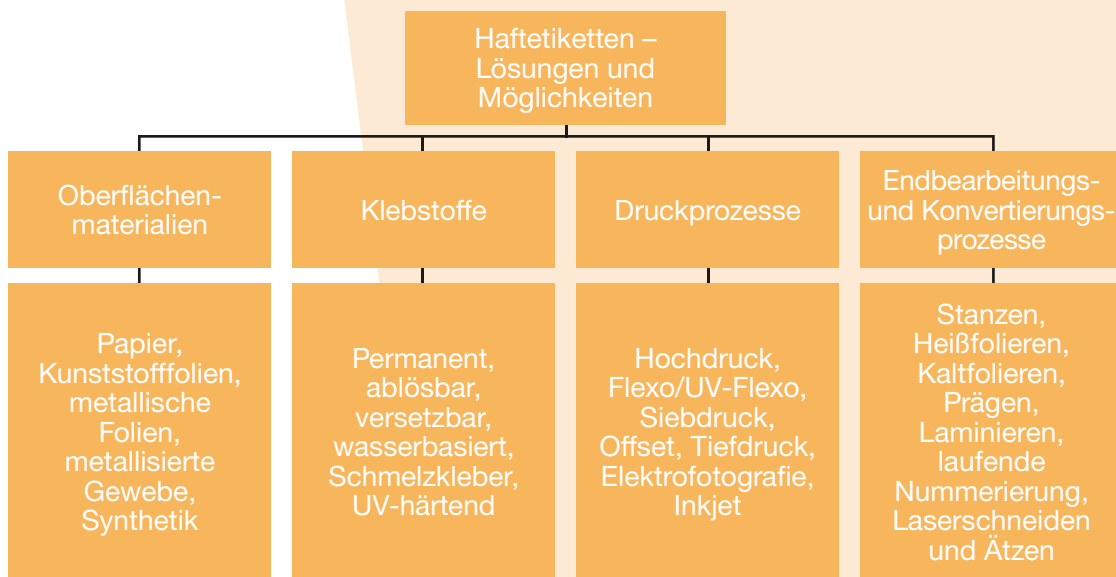 Haftetiketten –
Lösungen und
Möglichkeiten
Oberflächen-
materialien
Klebstoffe
Druckprozesse
Endbearbeitungs-
und Konvertierungs-
prozesse
Papier,
Kunststofffolien,
metallische
Folien,
metallisierte
Gewebe,
Synthetik
Permanent,
ablösbar,
versetzbar,
wasserbasiert,
Schmelzkleber,
UV-härtend
Hochdruck,
Flexo/UV-Flexo,
Siebdruck,
Offset, Tiefdruck,
Elektrofotografie,
Inkjet
Stanzen,
Heißfolieren,
Kaltfolieren,
Prägen,
Laminieren,
laufende
Nummerierung,
Laserschneiden
und Ätzen